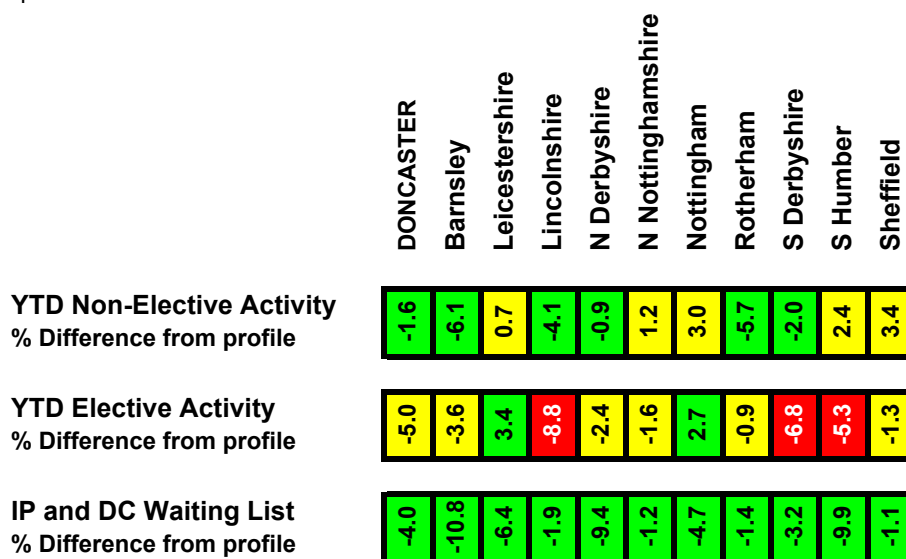 DONCASTER Barnsley Leicestershire Lincolnshire N Derbyshire N Nottinghamshire Nottingham Rotherham S Derbyshire S Humber Sheffield
YTD Non-Elective Activity
% Difference from profile
-1.6 -6.1 0.7 -4.1 -0.9 1.2 3.0 -5.7 -2.0 2.4 3.4
YTD Elective Activity
% Difference from profile
-5.0 -3.6 3.4 -8.8 -2.4 -1.6 2.7 -0.9 -6.8 -5.3 -1.3
IP and DC Waiting List
% Difference from profile
-4.0 -10.8 -6.4 -1.9 -9.4 -1.2 -4.7 -1.4 -3.2 -9.9 -1.1